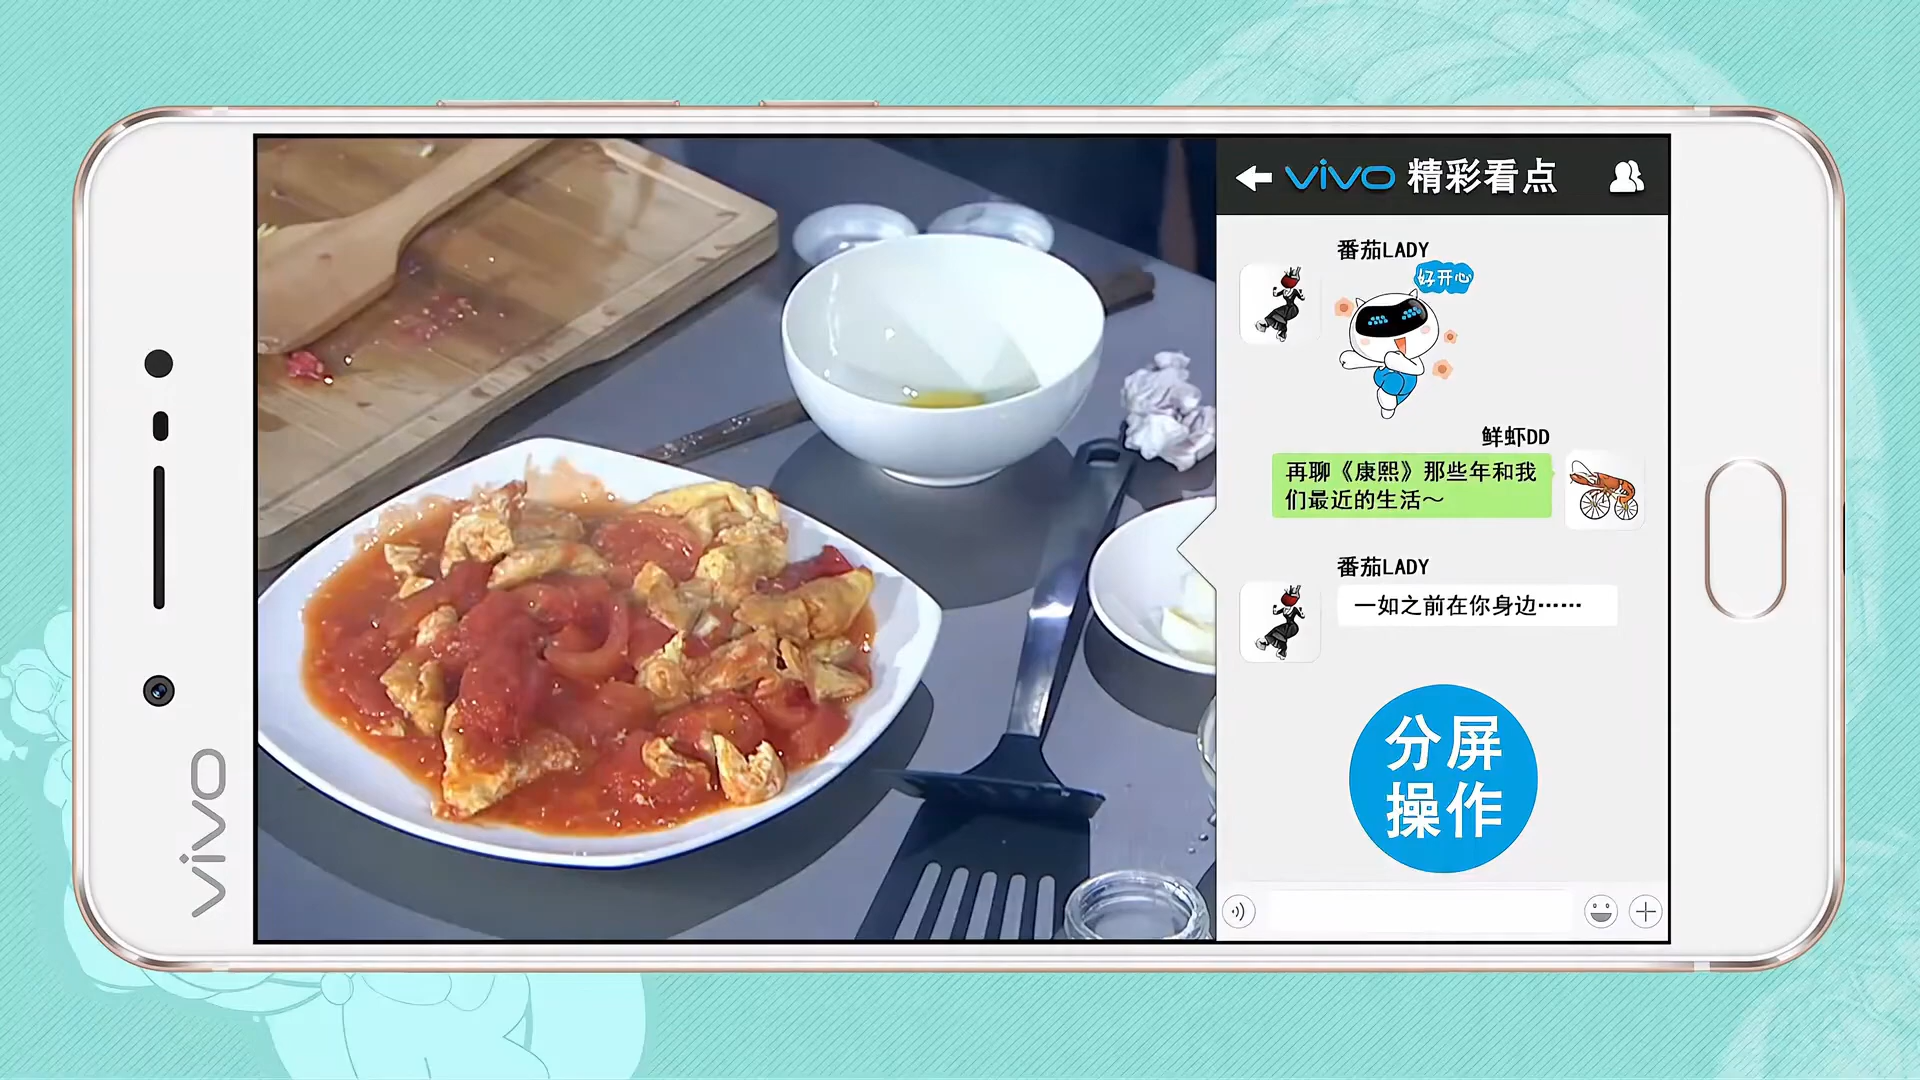 vivo
vivo 精彩看点
番茄LADY
好开心
鲜虾DD
再聊《康熙》那些年和我
们最近的生活～
番茄LADY
一如之前在你身边……
分屏
操作